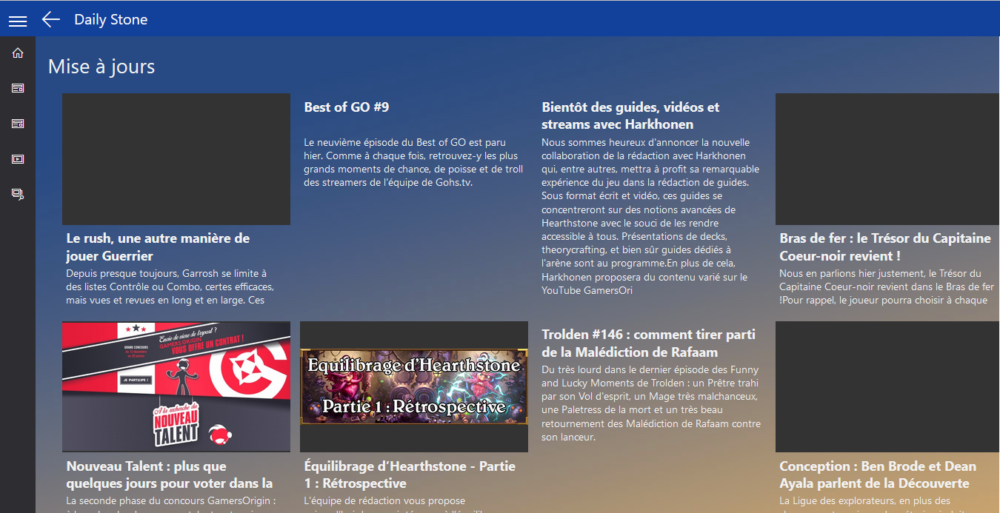 Daily Stone
Mise à jours
Le rush, une autre manière de
jouer Guerrier
Depuis presque toujours, Garrosh se limite à
des listes Contrôle ou Combo, certes efficaces,
mais vues et revues en long et en large. Ces
Best of GO #9
Le neuvième épisode du Best of GO est paru
hier. Comme à chaque fois, retrouvez-y les plus
grands moments de chance, de poisse et de troll
des streamers de l'équipe de Gohs.tv.
Bientôt des guides, vidéos et
streams avec Harkhonen
Nous sommes heureux d'annoncer la nouvelle
collaboration de la rédaction avec Harkhonen
qui, entre autres, mettra à profit sa remarquable
expérience du jeu dans la rédaction de guides.
Sous format écrit et vidéo, ces guides se
concentreront sur des notions avancées de
Hearthstone avec le souci de les rendre
accessible à tous. Présentations de decks,
theorycrafting, et bien sûr guides dédiés à
l'arène sont au programme.En plus de cela,
Harkhonen proposera du contenu varié sur le
YouTube GamersOri
Bras de fer : le Trésor du Capitaine
Coeur-noir revient !
Nous en parlions hier justement, le Trésor du
Capitaine Coeur-noir revient dans le Bras de fer
!Pour rappel, le joueur pourra choisir à chaque
Envie de vivre de l'esport ?
GAMERS ORIGIN
VOUS OFFRE UN CONTRAT !
GRAND CONCOURS
JE PARTICIPE !
À la recherche du
NOUVEAU
TALENT
Nouveau Talent : plus que
quelques jours pour voter dans la
La seconde phase du concours GamersOrigin :
Equilibrage d'Hearthstone
Partie 1 : Rétrospective
Équilibrage d’Hearthstone - Partie
1 : Rétrospective
L'équipe de rédaction vous propose
Trolden #146 : comment tirer parti
de la Malédiction de Rafaam
Du très lourd dans le dernier épisode des Funny
and Lucky Moments de Trolden : un Prêtre trahi
par son Vol d'esprit, un Mage très malchanceux,
une Paletress de la mort et un très beau
retournement des Malédiction de Rafaam contre
son lanceur.
Conception : Ben Brode et Dean
Ayala parlent de la Découverte
La Ligue des explorateurs, en plus des